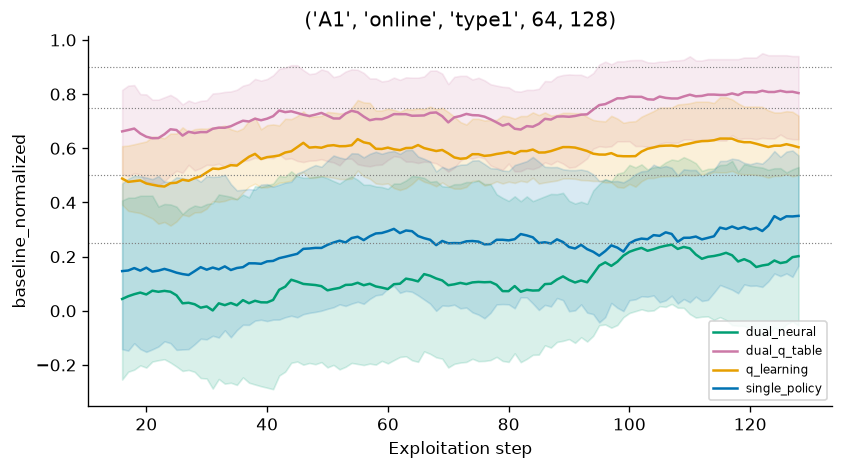 ('A1', 'online', 'type1', 64, 128)
baseline_normalized
1.0
0.8
0.6
0.4
0.2
0.0
−0.2
20 40 60 80 100 120
Exploitation step
dual_neural
dual_q_table
q_learning
single_policy